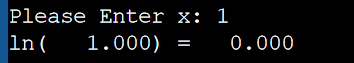 Please Enter x: 1
ln(   1.000) =   0.000